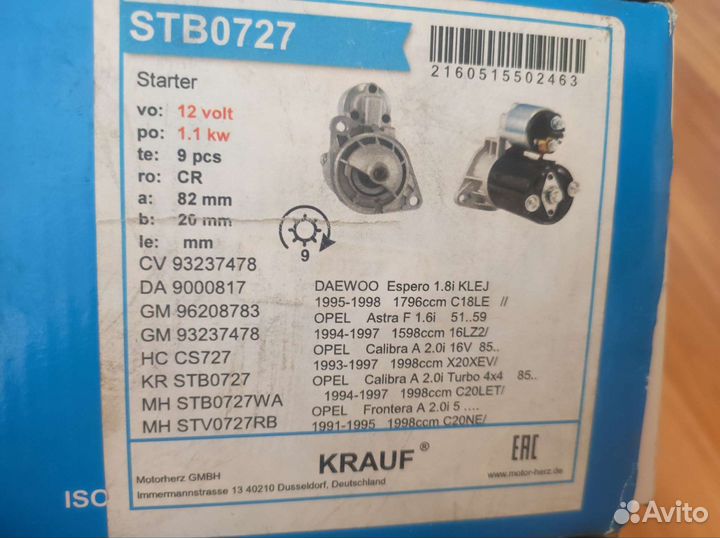 STB0727
2160515502463
Starter
vo: 12 volt
po: 1.1 kw
te: 9 pcs
ro: CR
a: 82 mm
b: 26 mm
le: mm
9
CV 93237478
DA 9000817
GM 96208783
GM 93237478
HC CS727
KR STB0727
MH STB0727WA
MH STV0727RB
DAEWOO Espero 1.8i KLEJ
1995-1998 1796ccm C18LE //
OPEL Astra F 1.6i 51..59
1994-1997 1598ccm 16LZ2/
OPEL Calibra A 2.0i 16V 85..
1993-1997 1998ccm X20XEV/
OPEL Calibra A 2.0i Turbo 4x4 85..
1994-1997 1998ccm C20LET/
OPEL Frontera A 2.0i 5 ....
1991-1995 1998ccm C20NE/
KRAUF ®
EAC
Motorherz GMBH
Immermannstrasse 13 40210 Dusseldorf, Deutschland
www.motor-herz.de
ISO
Avito